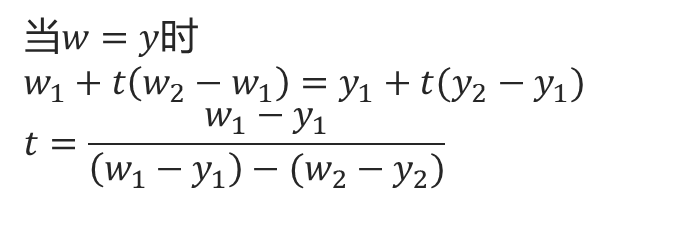 当w = y时
w₁ + t(w₂ − w₁) = y₁ + t(y₂ − y₁)
t = (w₁ − y₁) / ((w₁ − y₁) − (w₂ − y₂))